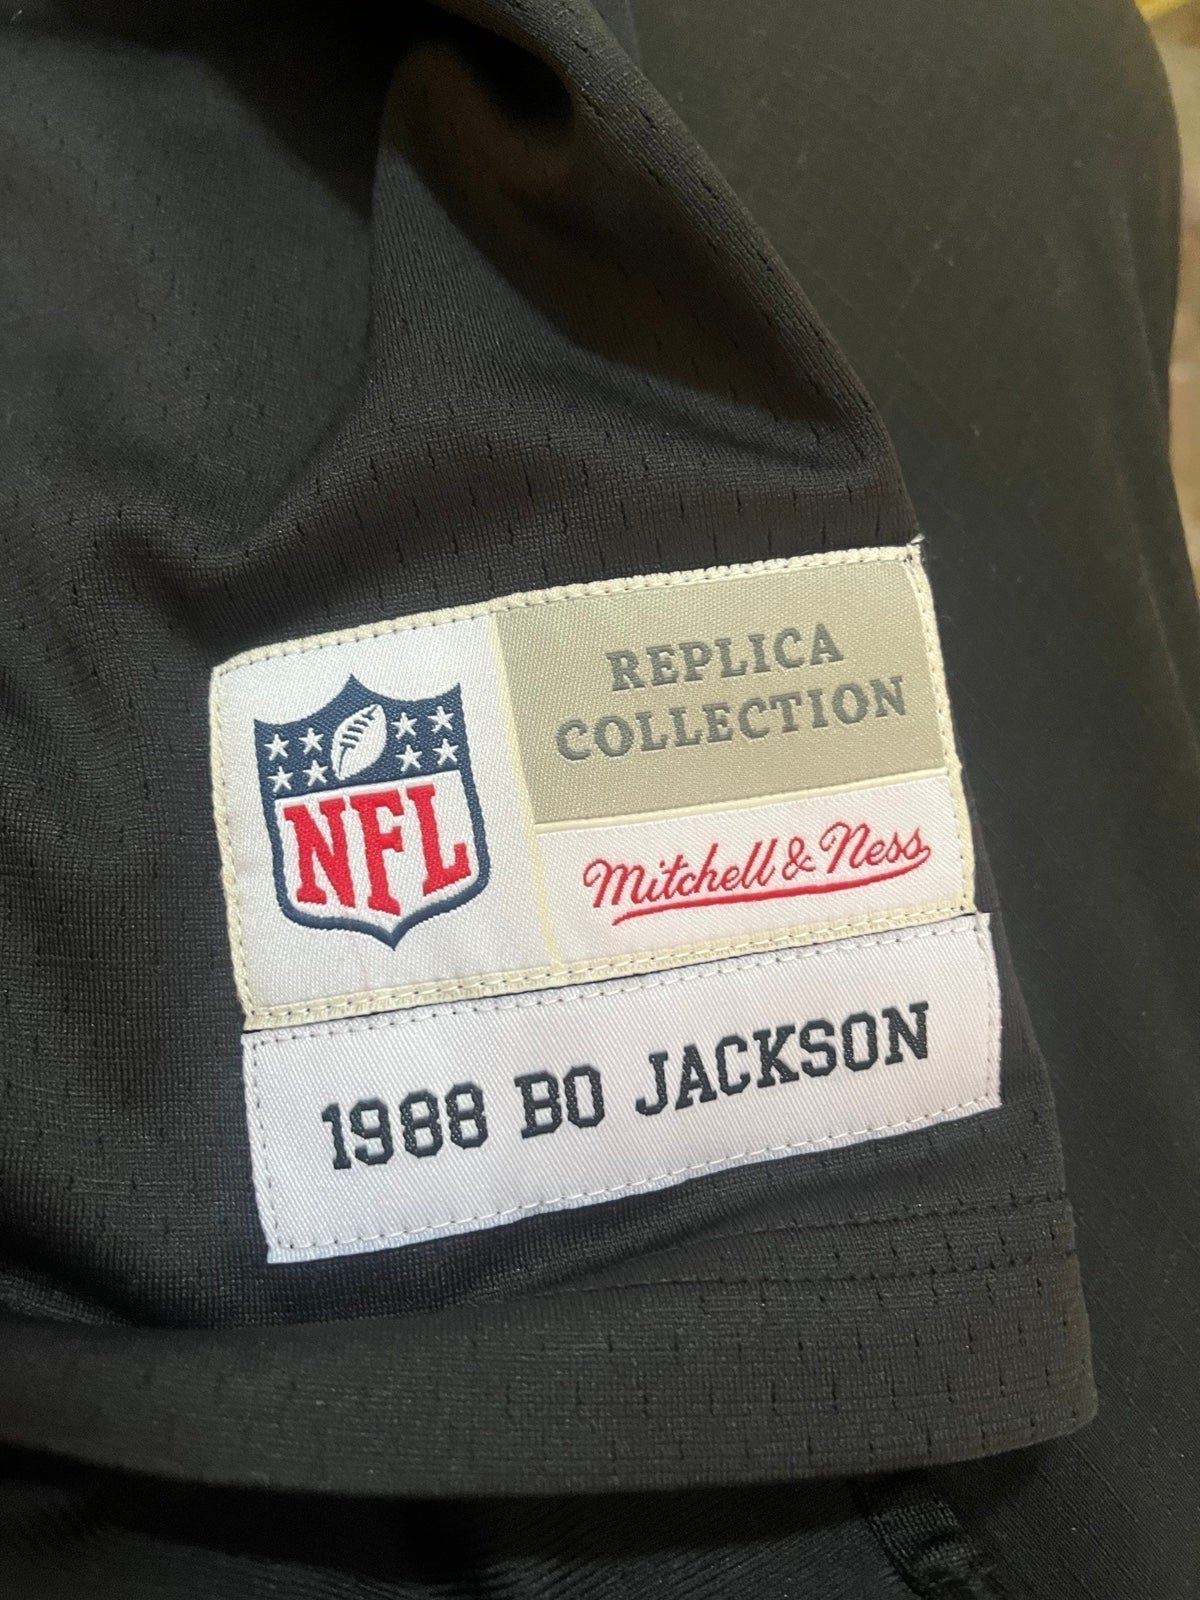 NFL
REPLICA
COLLECTION
Mitchell & Ness
1988 BO JACKSON